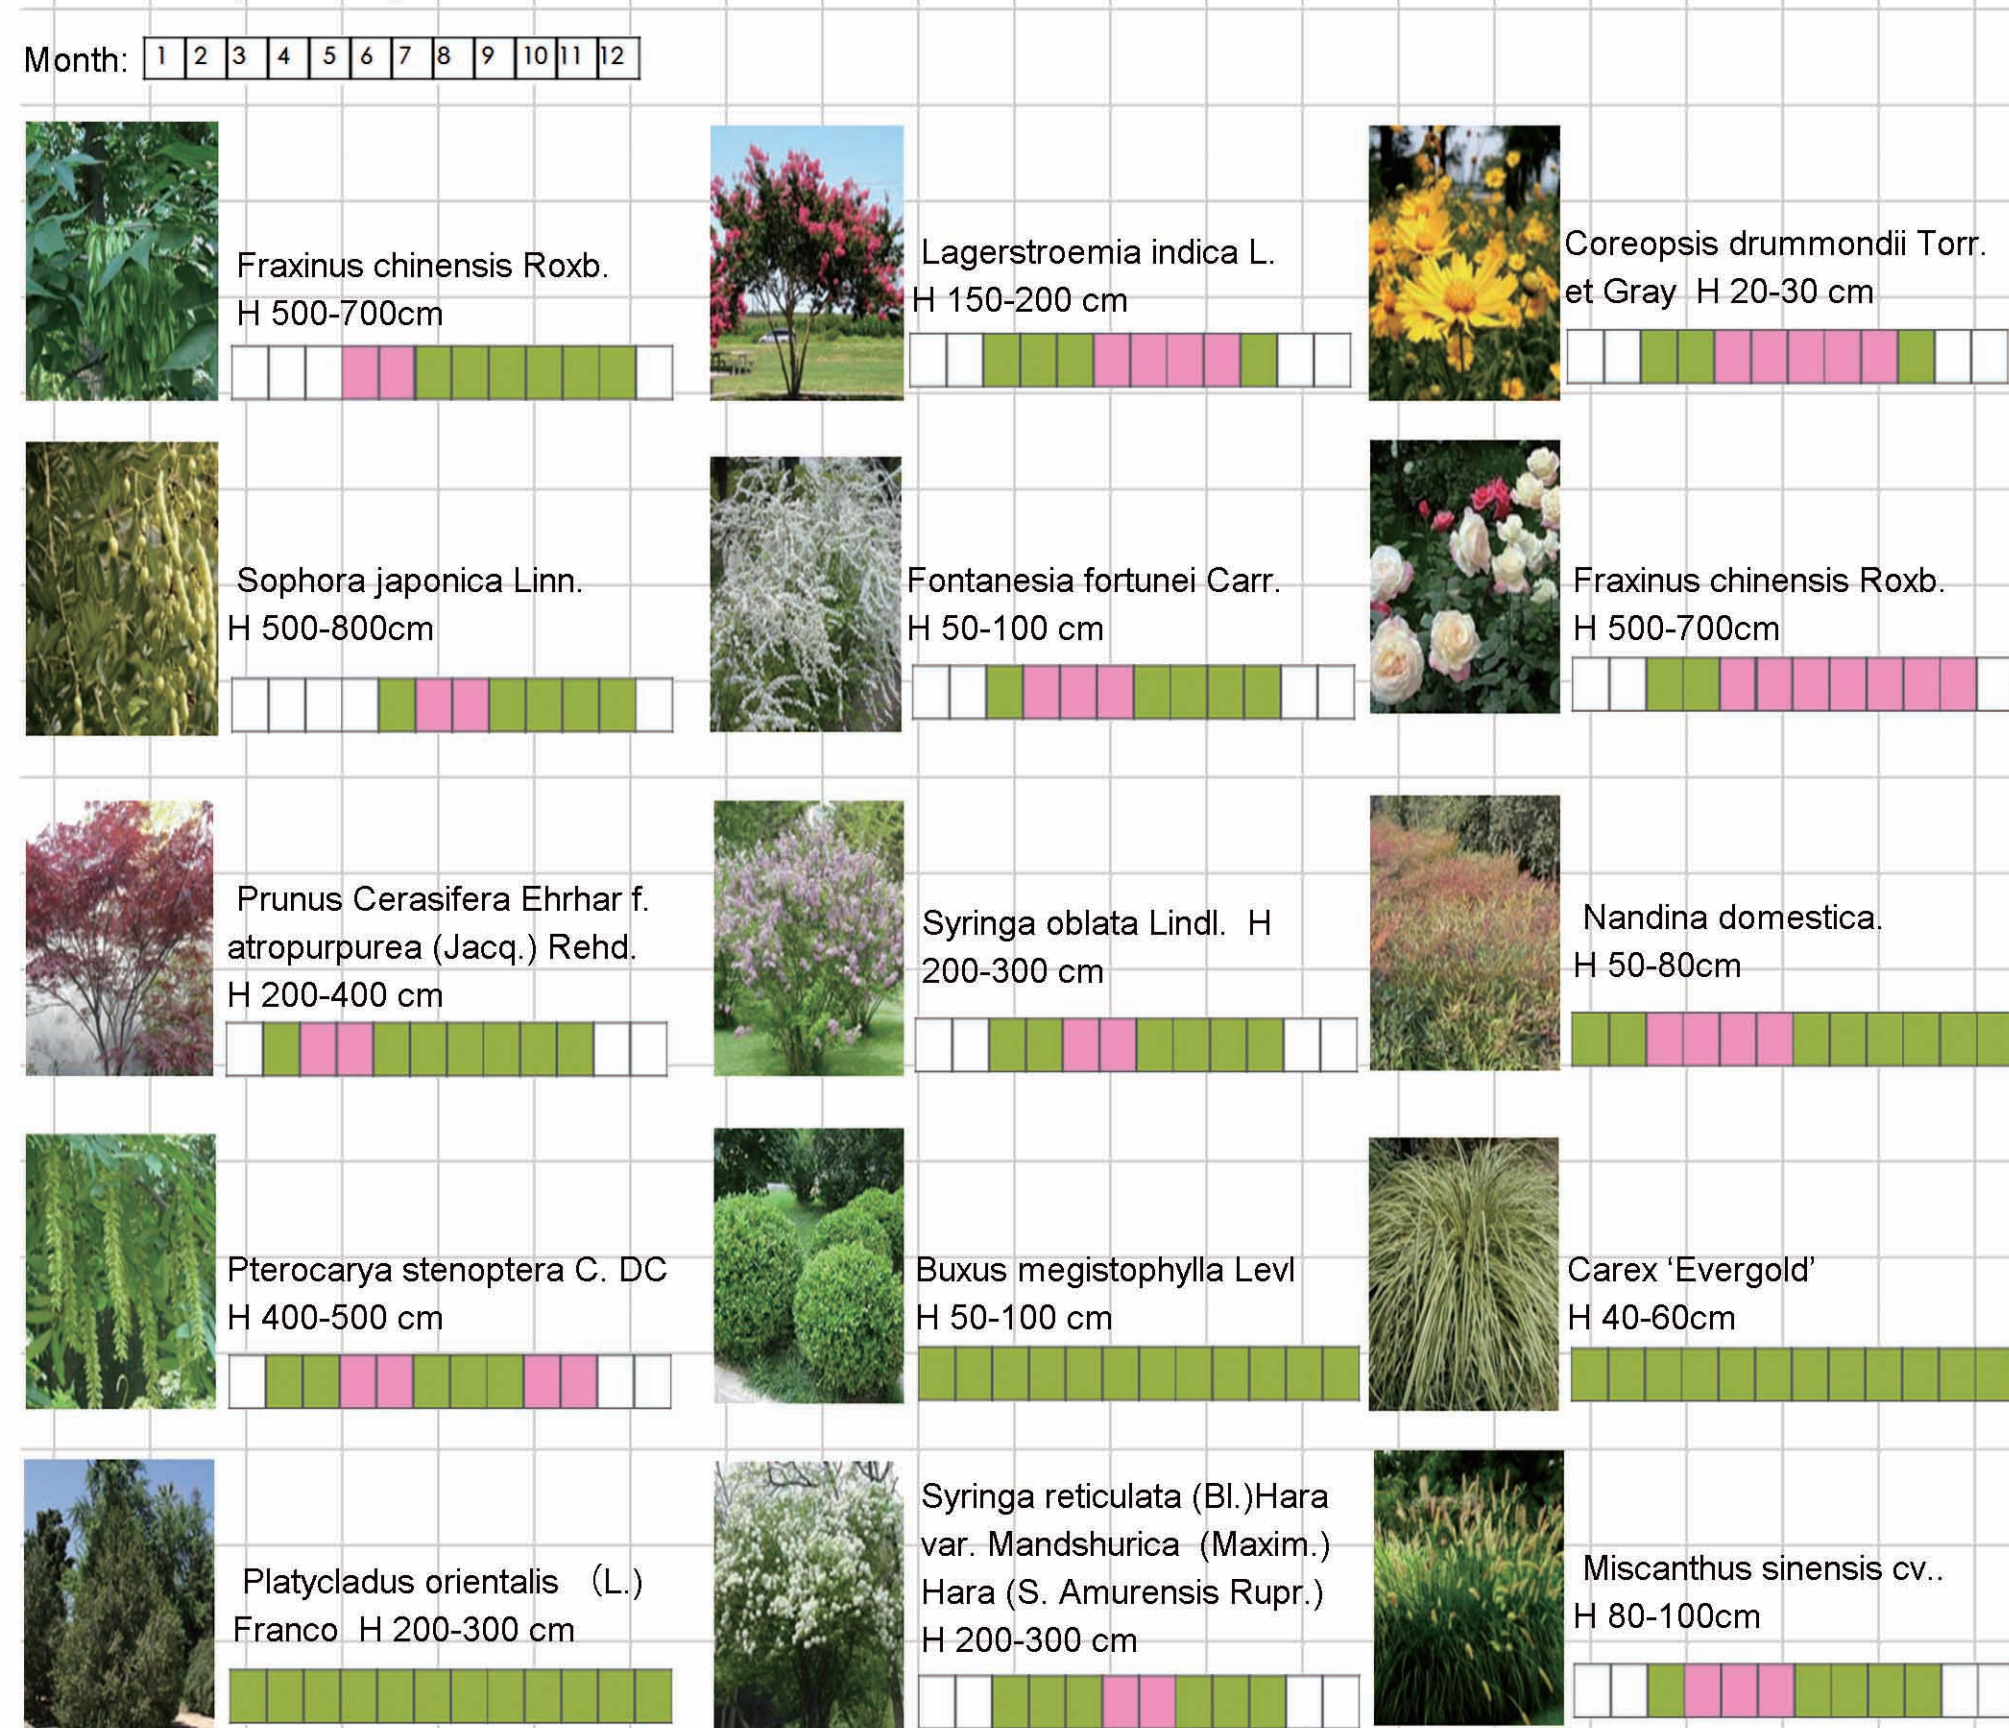 Month: 1 2 3 4 5 6 7 8 9 10 11 12
Fraxinus chinensis Roxb.
H 500-700cm
Lagerstroemia indica L.
H 150-200 cm
Coreopsis drummondii Torr.
et Gray H 20-30 cm
Sophora japonica Linn.
H 500-800cm
Fontanesia fortunei Carr.
H 50-100 cm
Fraxinus chinensis Roxb.
H 500-700cm
Prunus Cerasifera Ehrhar f.
atropurpurea (Jacq.) Rehd.
H 200-400 cm
Syringa oblata Lindl. H
200-300 cm
Nandina domestica.
H 50-80cm
Pterocarya stenoptera C. DC
H 400-500 cm
Buxus megistophylla Levl
H 50-100 cm
Carex ‘Evergold’
H 40-60cm
Platycladus orientalis （L.)
Franco H 200-300 cm
Syringa reticulata (Bl.)Hara
var. Mandshurica (Maxim.)
Hara (S. Amurensis Rupr.)
H 200-300 cm
Miscanthus sinensis cv..
H 80-100cm